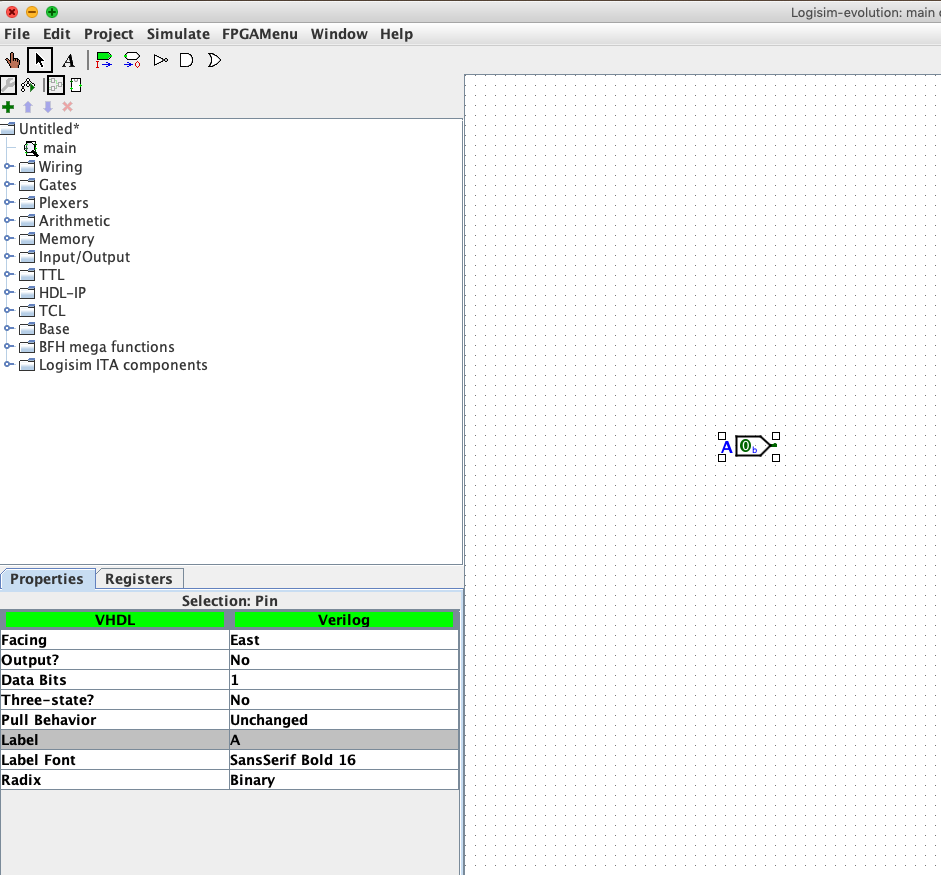 Logisim-evolution: main
File Edit Project Simulate FPGAMenu Window Help
A
Untitled*
main
Wiring
Gates
Plexers
Arithmetic
Memory
Input/Output
TTL
HDL-IP
TCL
Base
BFH mega functions
Logisim ITA components
A 0 b
Properties Registers
Selection: Pin
VHDL Verilog
Facing East
Output? No
Data Bits 1
Three-state? No
Pull Behavior Unchanged
Label A
Label Font SansSerif Bold 16
Radix Binary